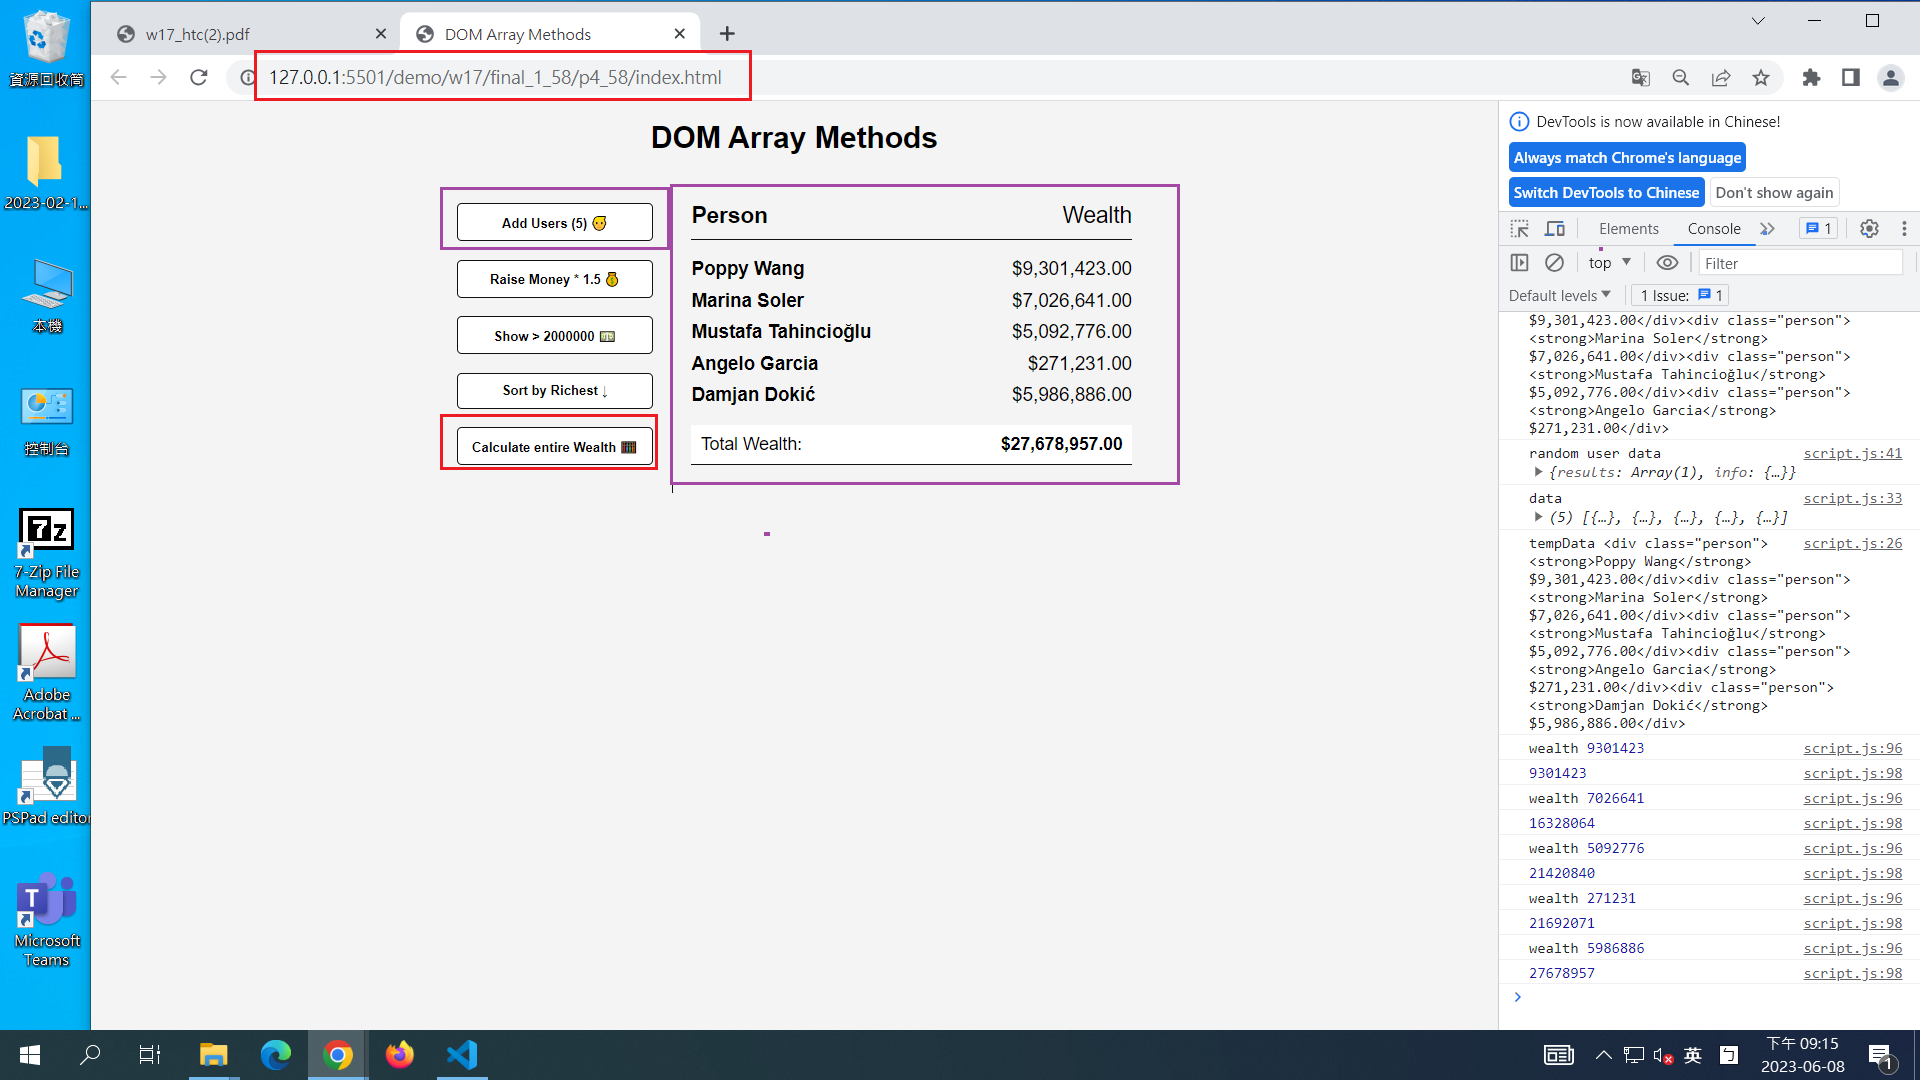 資源回收筒
2023-02-1...
本機
控制台
7z
7-Zip File
Manager
Adobe
Acrobat ...
PSPad editor
Microsoft
Teams
w17_htc(2).pdf
DOM Array Methods
127.0.0.1:5501/demo/w17/final_1_58/p4_58/index.html
DOM Array Methods
Add Users (5)
Raise Money * 1.5
Show > 2000000
Sort by Richest ↓
Calculate entire Wealth
Person Wealth
Poppy Wang $9,301,423.00
Marina Soler $7,026,641.00
Mustafa Tahincioğlu $5,092,776.00
Angelo Garcia $271,231.00
Damjan Dokić $5,986,886.00
Total Wealth: $27,678,957.00
DevTools is now available in Chinese!
Always match Chrome's language
Switch DevTools to Chinese Don't show again
Elements Console 1
top Filter
Default levels 1 Issue: 1
$9,301,423.00</div><div class="person">
<strong>Marina Soler</strong>
$7,026,641.00</div><div class="person">
<strong>Mustafa Tahincioğlu</strong>
$5,092,776.00</div><div class="person">
<strong>Angelo Garcia</strong>
$271,231.00</div>
random user data script.js:41
{results: Array(1), info: {…}}
data script.js:33
(5) [{…}, {…}, {…}, {…}, {…}]
tempData <div class="person"> script.js:26
<strong>Poppy Wang</strong>
$9,301,423.00</div><div class="person">
<strong>Marina Soler</strong>
$7,026,641.00</div><div class="person">
<strong>Mustafa Tahincioğlu</strong>
$5,092,776.00</div><div class="person">
<strong>Angelo Garcia</strong>
$271,231.00</div><div class="person">
<strong>Damjan Dokić</strong>
$5,986,886.00</div>
wealth 9301423 script.js:96
9301423 script.js:98
wealth 7026641 script.js:96
16328064 script.js:98
wealth 5092776 script.js:96
21420840 script.js:98
wealth 271231 script.js:96
21692071 script.js:98
wealth 5986886 script.js:96
27678957 script.js:98
英 ㄅ
下午 09:15
2023-06-08
1